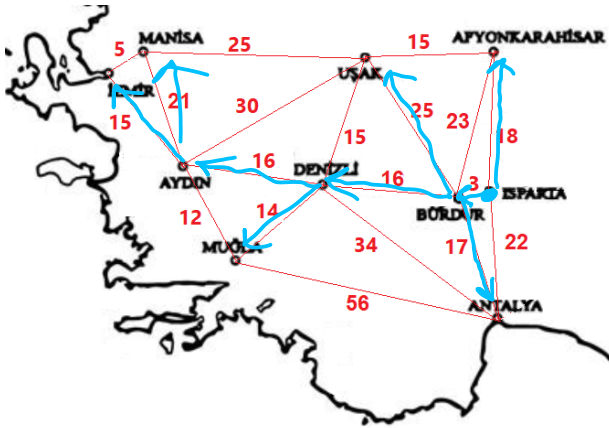 5
MANİSA
25
15
AFYONKARAHİSAR
İZMİR
UŞAK
21
15
30
25
23
18
15
16
DENİZLİ
16
3
ISPARTA
AYDIN
BURDUR
12
14
MUĞLA
34
17
22
56
ANTALYA